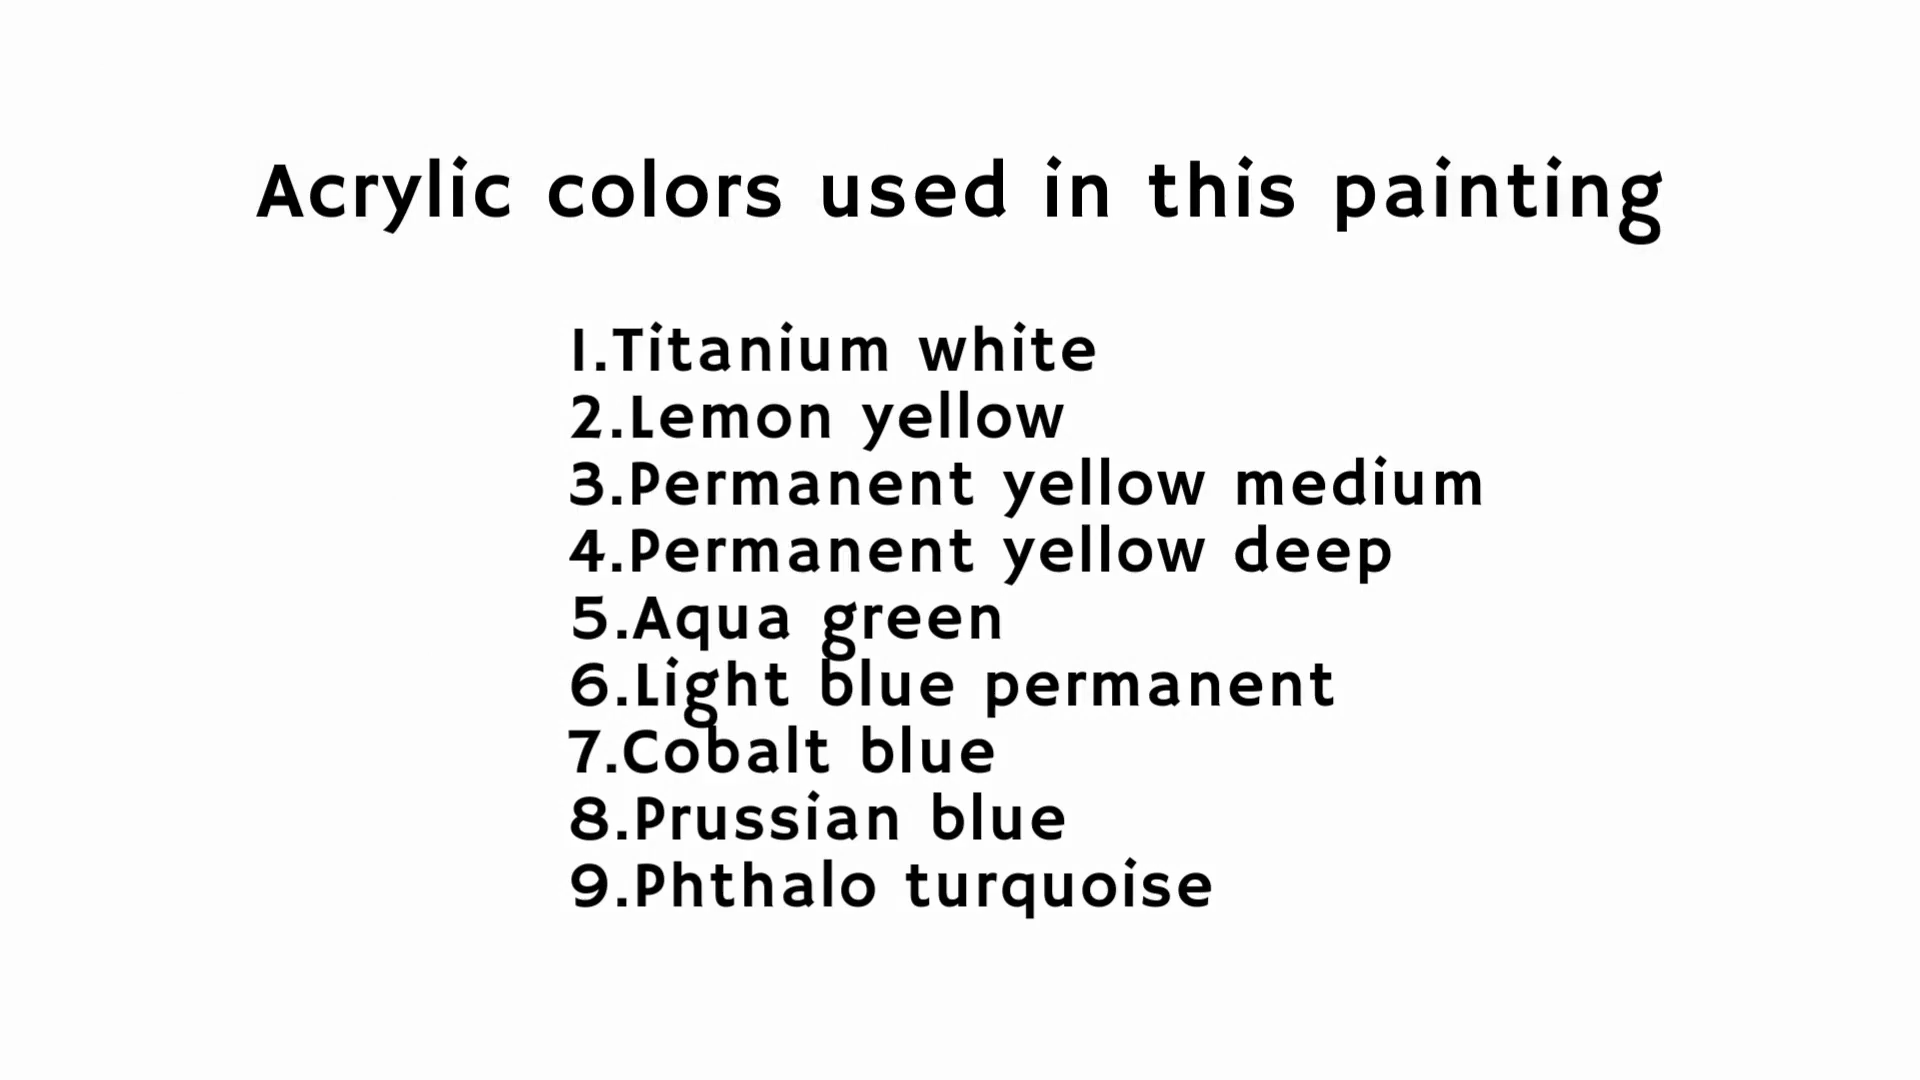 Acrylic colors used in this painting
1.Titanium white
2.Lemon yellow
3.Permanent yellow medium
4.Permanent yellow deep
5.Aqua green
6.Light blue permanent
7.Cobalt blue
8.Prussian blue
9.Phthalo turquoise